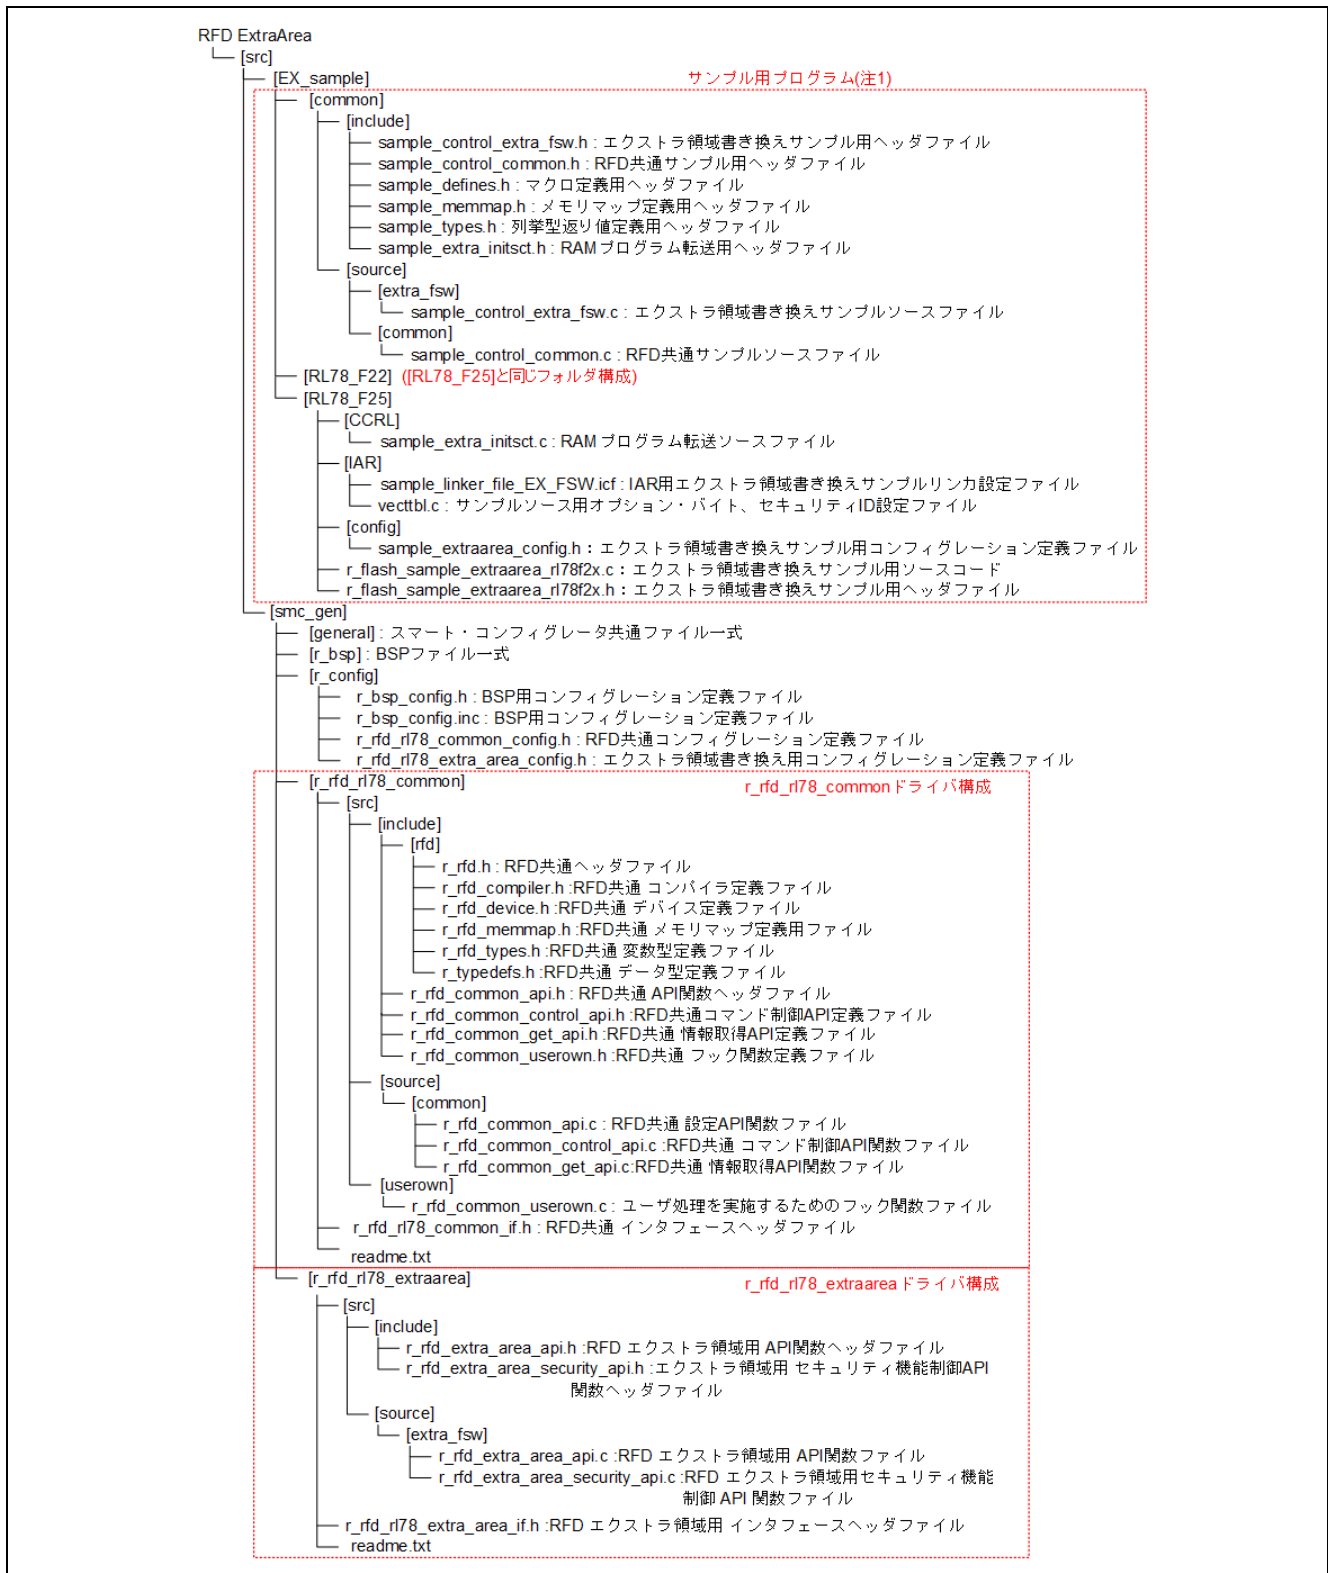 RFD ExtraArea
[src]
[EX_sample]
サンプル用プログラム(注1)
[common]
[include]
sample_control_extra_fsw.h : エクストラ領域書き換えサンプル用ヘッダファイル
sample_control_common.h : RFD共通サンプル用ヘッダファイル
sample_defines.h : マクロ定義用ヘッダファイル
sample_memmap.h : メモリマップ定義用ヘッダファイル
sample_types.h : 列挙型返り値定義用ヘッダファイル
sample_extra_initsct.h : RAMプログラム転送用ヘッダファイル
[source]
[extra_fsw]
sample_control_extra_fsw.c : エクストラ領域書き換えサンプルソースファイル
[common]
sample_control_common.c : RFD共通サンプルソースファイル
[RL78_F22] ([RL78_F25]と同じフォルダ構成)
[RL78_F25]
[CCRL]
sample_extra_initsct.c : RAMプログラム転送ソースファイル
[IAR]
sample_linker_file_EX_FSW.icf : IAR用エクストラ領域書き換えサンプルリンカ設定ファイル
vecttbl.c : サンプルソース用オプション・バイト、セキュリティID設定ファイル
[config]
sample_extraarea_config.h : エクストラ領域書き換えサンプル用コンフィグレーション定義ファイル
r_flash_sample_extraarea_rl78f2x.c : エクストラ領域書き換えサンプル用ソースコード
r_flash_sample_extraarea_rl78f2x.h : エクストラ領域書き換えサンプル用ヘッダファイル
[smc_gen]
[general] : スマート・コンフィグレータ共通ファイル一式
[r_bsp] : BSPファイル一式
[r_config]
r_bsp_config.h : BSP用コンフィグレーション定義ファイル
r_bsp_config.inc : BSP用コンフィグレーション定義ファイル
r_rfd_rl78_common_config.h : RFD共通コンフィグレーション定義ファイル
r_rfd_rl78_extra_area_config.h : エクストラ領域書き換え用コンフィグレーション定義ファイル
[r_rfd_rl78_common]
r_rfd_rl78_commonドライバ構成
[src]
[include]
[rfd]
r_rfd.h : RFD共通ヘッダファイル
r_rfd_compiler.h :RFD共通 コンパイラ定義ファイル
r_rfd_device.h :RFD共通 デバイス定義ファイル
r_rfd_memmap.h :RFD共通 メモリマップ定義用ファイル
r_rfd_types.h :RFD共通 変数型定義ファイル
r_typedefs.h :RFD共通 データ型定義ファイル
r_rfd_common_api.h : RFD共通 API関数ヘッダファイル
r_rfd_common_control_api.h :RFD共通コマンド制御API定義ファイル
r_rfd_common_get_api.h :RFD共通 情報取得API定義ファイル
r_rfd_common_userown.h :RFD共通 フック関数定義ファイル
[source]
[common]
r_rfd_common_api.c : RFD共通 設定API関数ファイル
r_rfd_common_control_api.c :RFD共通 コマンド制御API関数ファイル
r_rfd_common_get_api.c:RFD共通 情報取得API関数ファイル
[userown]
r_rfd_common_userown.c : ユーザ処理を実施するためのフック関数ファイル
r_rfd_rl78_common_if.h : RFD共通 インタフェースヘッダファイル
readme.txt
[r_rfd_rl78_extraarea]
r_rfd_rl78_extraareaドライバ構成
[src]
[include]
r_rfd_extra_area_api.h :RFD エクストラ領域用 API関数ヘッダファイル
r_rfd_extra_area_security_api.h :エクストラ領域用 セキュリティ機能制御API
関数ヘッダファイル
[source]
[extra_fsw]
r_rfd_extra_area_api.c :RFD エクストラ領域用 API関数ファイル
r_rfd_extra_area_security_api.c :RFD エクストラ領域用セキュリティ機能
制御 API 関数ファイル
r_rfd_rl78_extra_area_if.h :RFD エクストラ領域用 インタフェースヘッダファイル
readme.txt